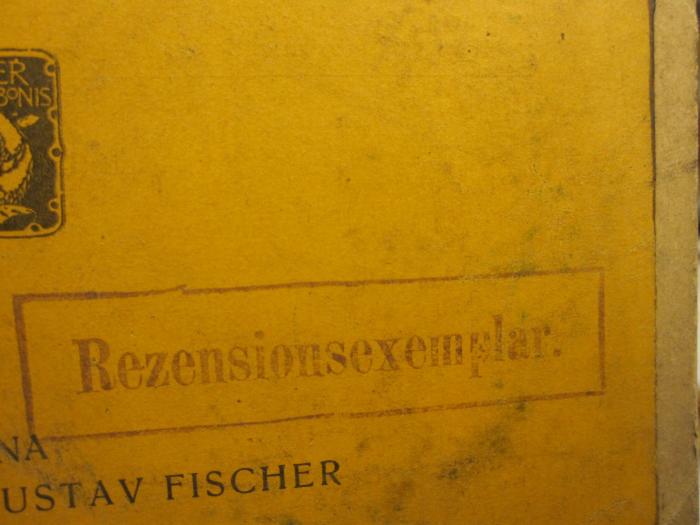 ER
BONIS
Rezensionsexemplar.
NA
USTAV FISCHER